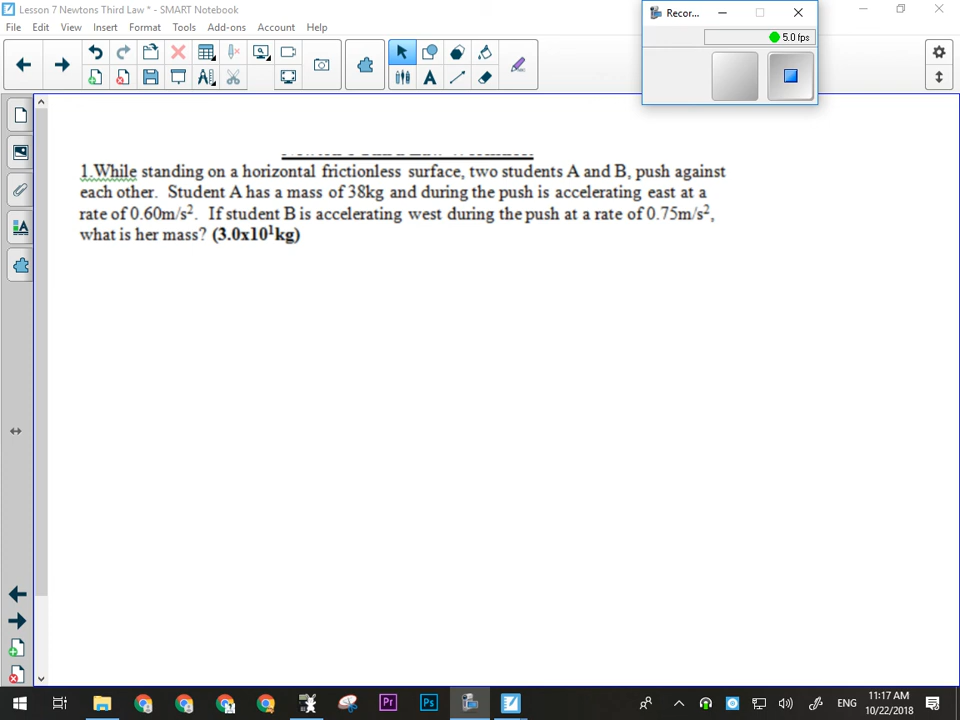 Lesson 7 Newtons Third Law * - SMART Notebook
Recor...
File Edit View Insert Format Tools Add-ons Account Help
5.0 fps
1.While standing on a horizontal frictionless surface, two students A and B, push against
each other. Student A has a mass of 38kg and during the push is accelerating east at a
rate of 0.60m/s². If student B is accelerating west during the push at a rate of 0.75m/s²,
what is her mass? (3.0x10¹kg)
ENG
11:17 AM
10/22/2018